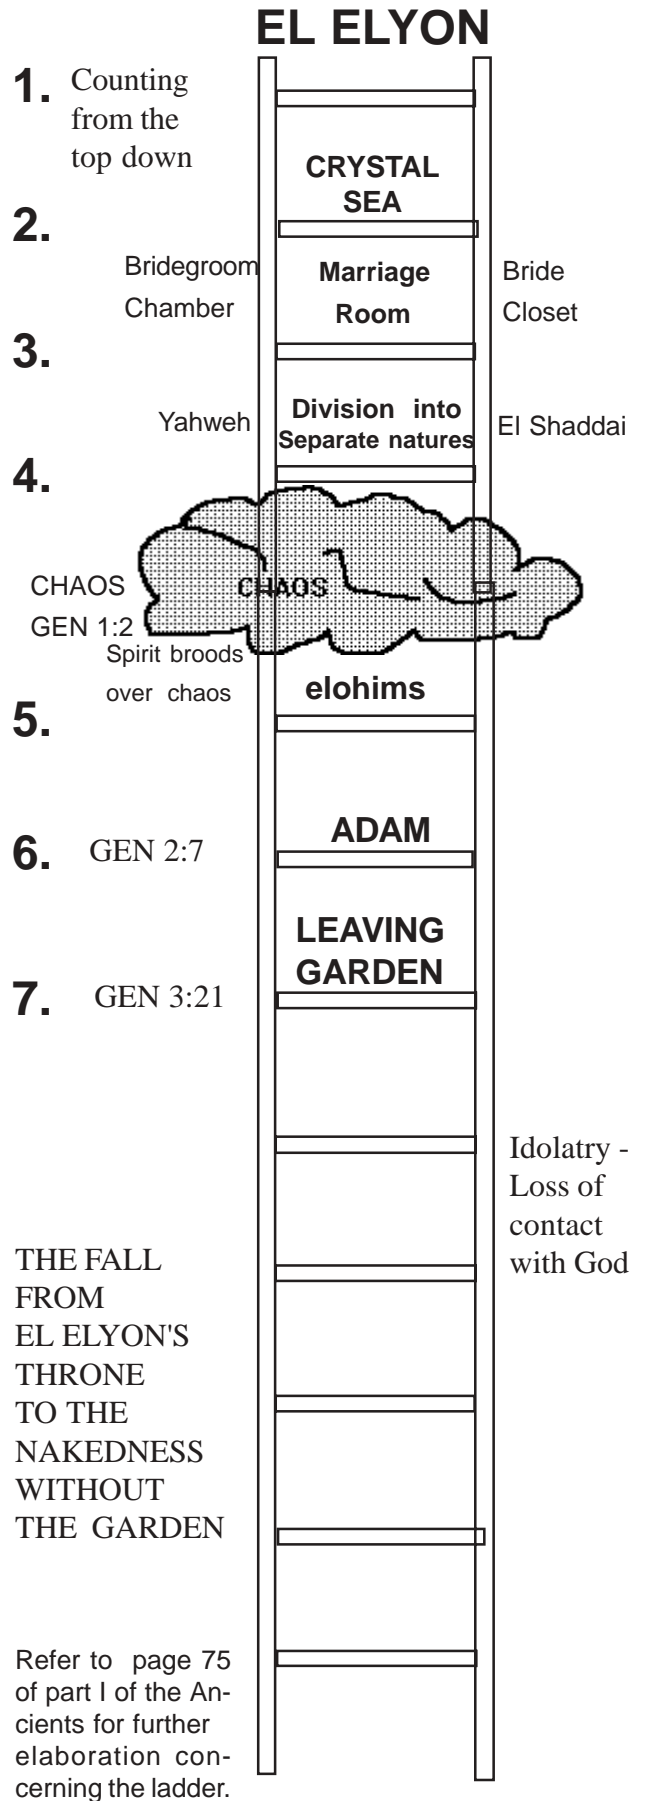 EL ELYON
1. Counting
from the
top down
CRYSTAL
SEA
2.
Bridegroom Marriage Bride
Chamber Room Closet
3.
Yahweh Division into El Shaddai
Separate natures
4.
CHAOS CHAOS
GEN 1:2
Spirit broods
over chaos elohims
5.
ADAM
6. GEN 2:7
LEAVING
GARDEN
7. GEN 3:21
Idolatry -
Loss of
contact
with God
THE FALL
FROM
EL ELYON'S
THRONE
TO THE
NAKEDNESS
WITHOUT
THE GARDEN
Refer to page 75
of part I of the An-
cients for further
elaboration con-
cerning the ladder.